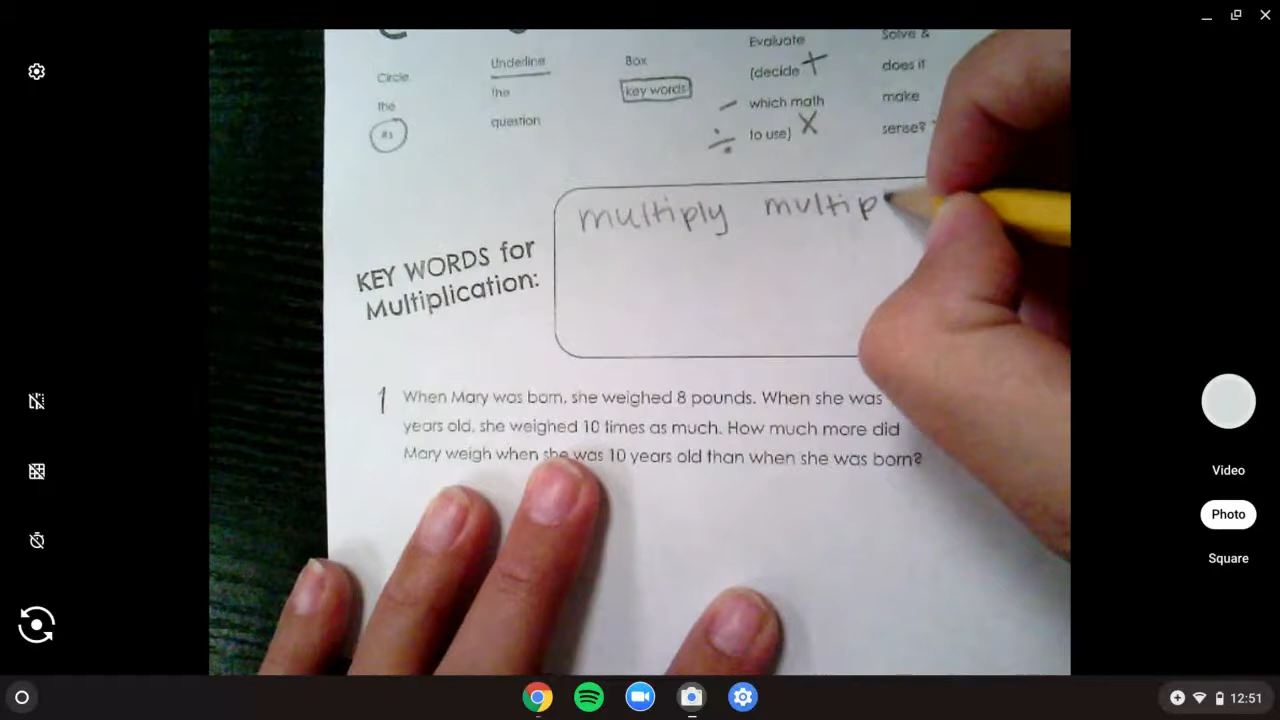 Circle
the
#s
Underline
the
question
Box
key words
Evaluate
(decide +
- which math
÷ to use) X
Solve &
does it
make
sense?
multiply multip
KEY WORDS for
Multiplication:
1 When Mary was born, she weighed 8 pounds. When she was
years old, she weighed 10 times as much. How much more did
Mary weigh when she was 10 years old than when she was born?
Video
Photo
Square
12:51